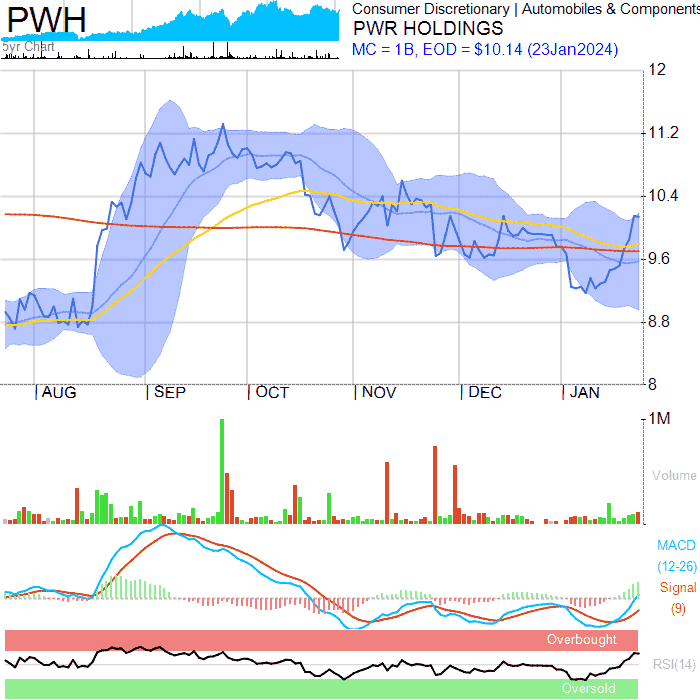 PWH
Consumer Discretionary | Automobiles & Components
PWR HOLDINGS
5yr Chart
MC = 1B, EOD = $10.14 (23Jan2024)
12
11.2
10.4
9.6
8.8
8
AUG
SEP
OCT
NOV
DEC
JAN
1M
Volume
MACD
(12-26)
Signal
(9)
Overbought
RSI(14)
Oversold